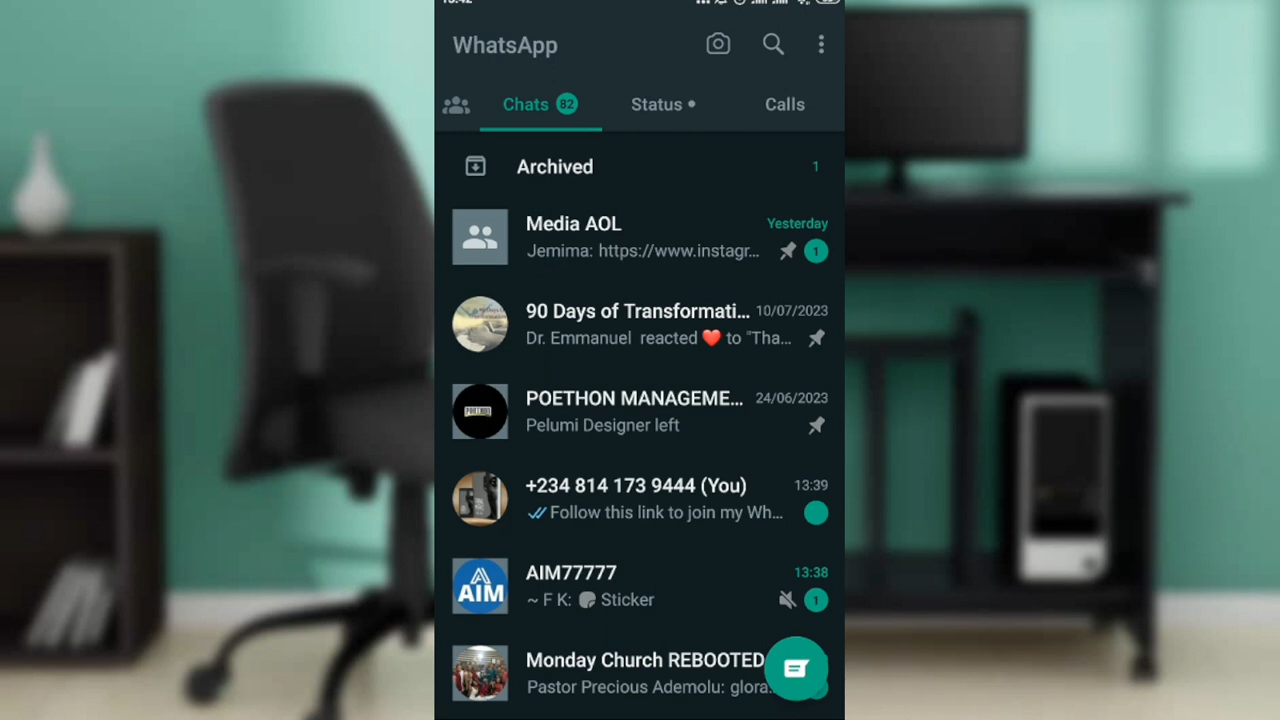 WhatsApp
Chats 82
Status
Calls
Archived 1
Media AOL Yesterday
Jemima: https://www.instagr... 1
90 Days of Transformati... 10/07/2023
Dr. Emmanuel reacted ❤️ to "Tha...
POETHON MANAGEME... 24/06/2023
POETHON
Pelumi Designer left
+234 814 173 9444 (You) 13:39
Follow this link to join my Wh...
AIM77777 13:38
AIM
~ F K: Sticker 1
Monday Church REBOOTED
Pastor Precious Ademolu: glora...